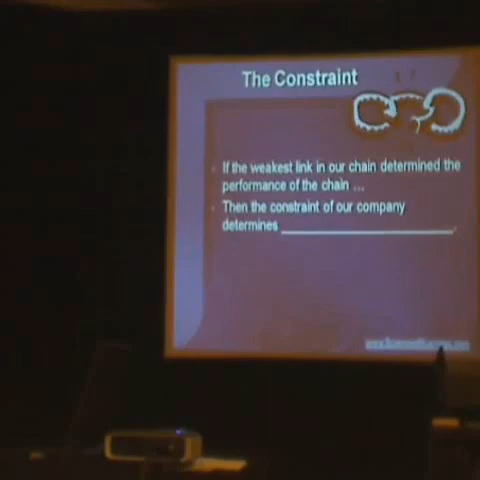 The Constraint
If the weakest link in our chain determined the
performance of the chain ...
Then the constraint of our company
determines ____________________.